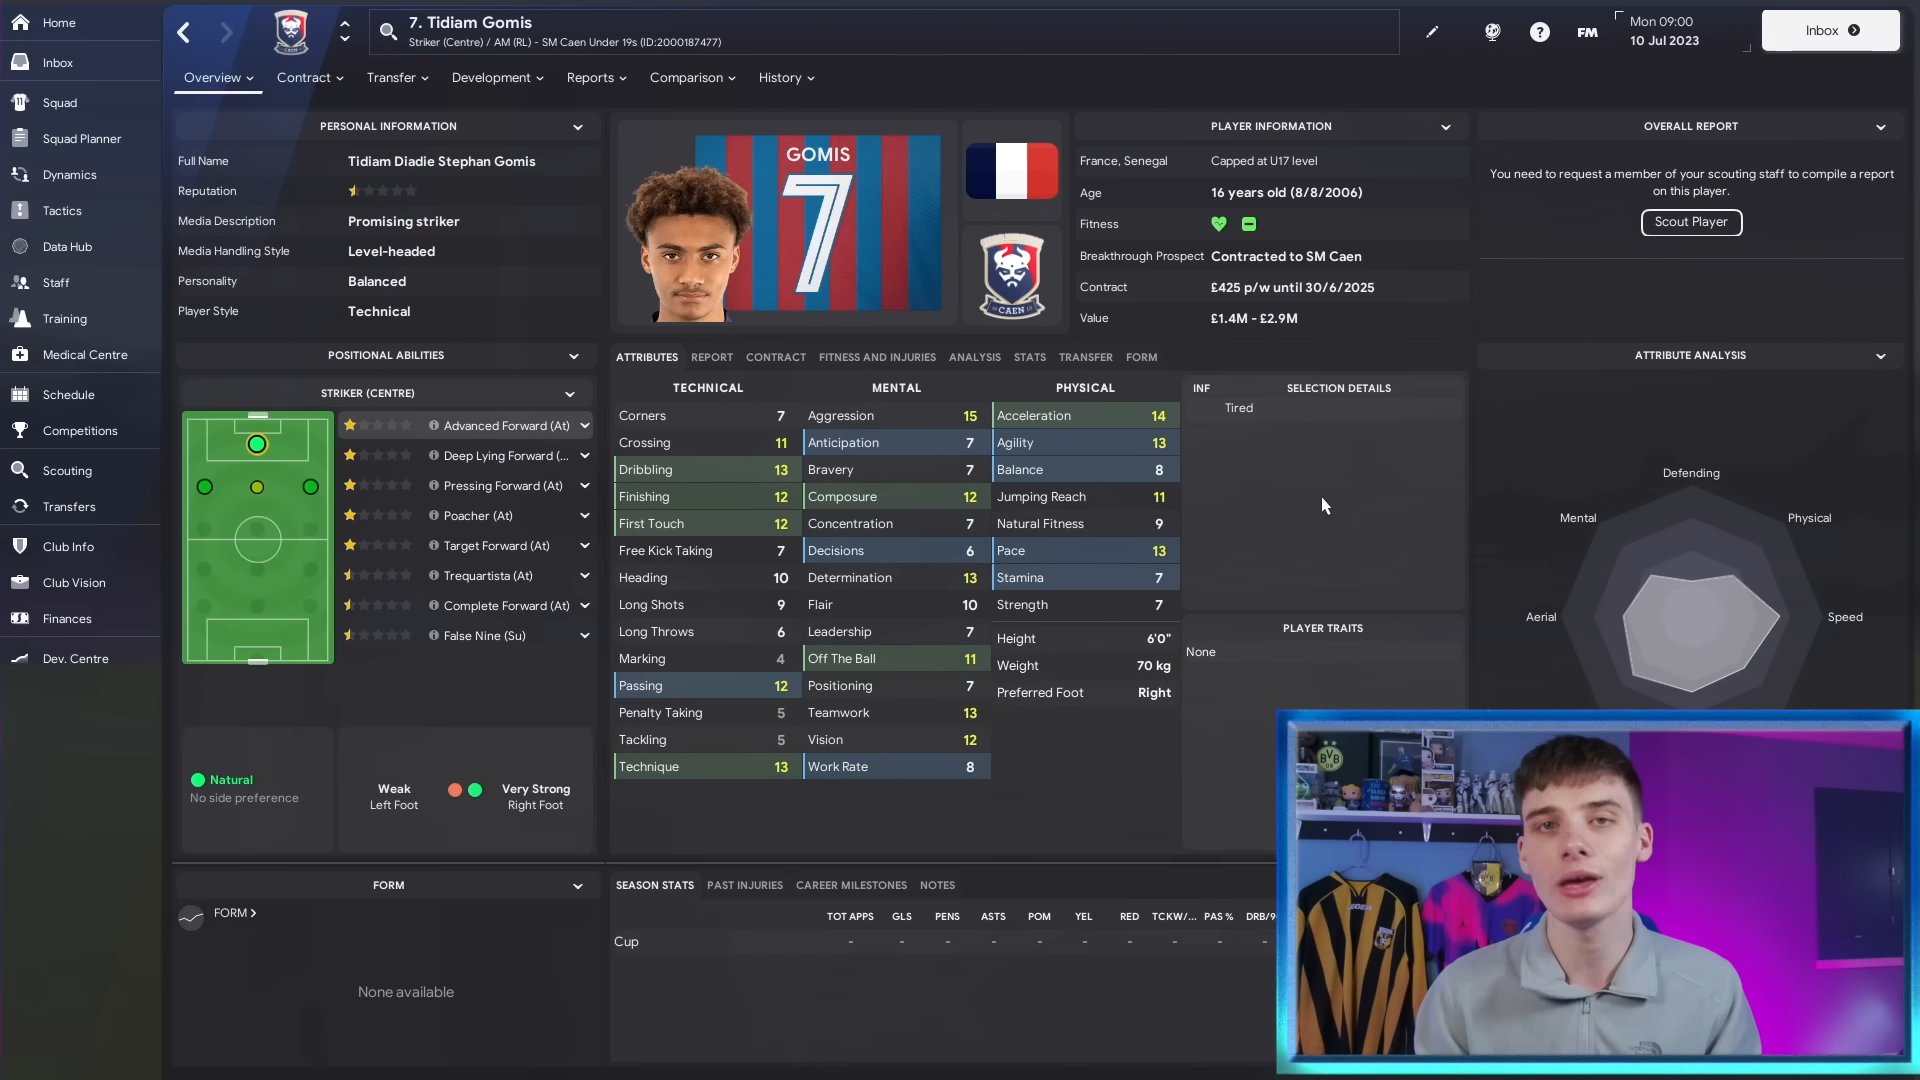 Home
Inbox
Squad
Squad Planner
Dynamics
Tactics
Data Hub
Staff
Training
Medical Centre
Schedule
Competitions
Scouting
Transfers
Club Info
Club Vision
Finances
Dev. Centre
7. Tidiam Gomis
Striker (Centre) / AM (RL) - SM Caen Under 19s (ID:2000187477)
FM
Mon 09:00
10 Jul 2023
Inbox
Overview
Contract
Transfer
Development
Reports
Comparison
History
PERSONAL INFORMATION
Full Name Tidiam Diadie Stephan Gomis
Reputation
Media Description Promising striker
Media Handling Style Level-headed
Personality Balanced
Player Style Technical
GOMIS
7
CAEN
PLAYER INFORMATION
France, Senegal Capped at U17 level
Age 16 years old (8/8/2006)
Fitness
Breakthrough Prospect Contracted to SM Caen
Contract £425 p/w until 30/6/2025
Value £1.4M - £2.9M
OVERALL REPORT
You need to request a member of your scouting staff to compile a report
on this player.
Scout Player
POSITIONAL ABILITIES
STRIKER (CENTRE)
Advanced Forward (At)
Deep Lying Forward (...
Pressing Forward (At)
Poacher (At)
Target Forward (At)
Trequartista (At)
Complete Forward (At)
False Nine (Su)
Natural
No side preference
Weak
Left Foot
Very Strong
Right Foot
ATTRIBUTES REPORT CONTRACT FITNESS AND INJURIES ANALYSIS STATS TRANSFER FORM
TECHNICAL
Corners 7
Crossing 11
Dribbling 13
Finishing 12
First Touch 12
Free Kick Taking 7
Heading 10
Long Shots 9
Long Throws 6
Marking 4
Passing 12
Penalty Taking 5
Tackling 5
Technique 13
MENTAL
Aggression 15
Anticipation 7
Bravery 7
Composure 12
Concentration 7
Decisions 6
Determination 13
Flair 10
Leadership 7
Off The Ball 11
Positioning 7
Teamwork 13
Vision 12
Work Rate 8
PHYSICAL
Acceleration 14
Agility 13
Balance 8
Jumping Reach 11
Natural Fitness 9
Pace 13
Stamina 7
Strength 7
Height 6'0"
Weight 70 kg
Preferred Foot Right
INF SELECTION DETAILS
Tired
PLAYER TRAITS
None
ATTRIBUTE ANALYSIS
Defending
Mental
Physical
Aerial
Speed
FORM
FORM
None available
SEASON STATS PAST INJURIES CAREER MILESTONES NOTES
TOT APPS GLS PENS ASTS POM YEL RED TCKW/... PAS % DRB/9
Cup - - - - - - - - - -
BVB